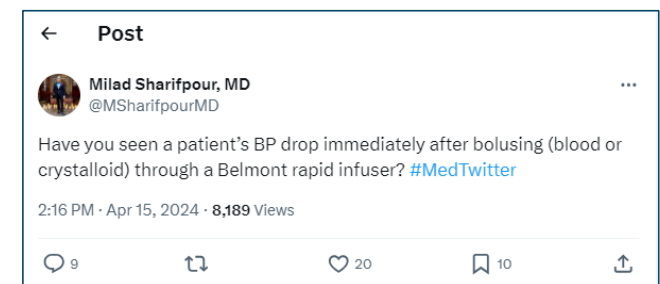 Post
Milad Sharifpour, MD
@MSharifpourMD
Have you seen a patient's BP drop immediately after bolusing (blood or
crystalloid) through a Belmont rapid infuser? #MedTwitter
2:16 PM · Apr 15, 2024 · 8,189 Views
9 20 10